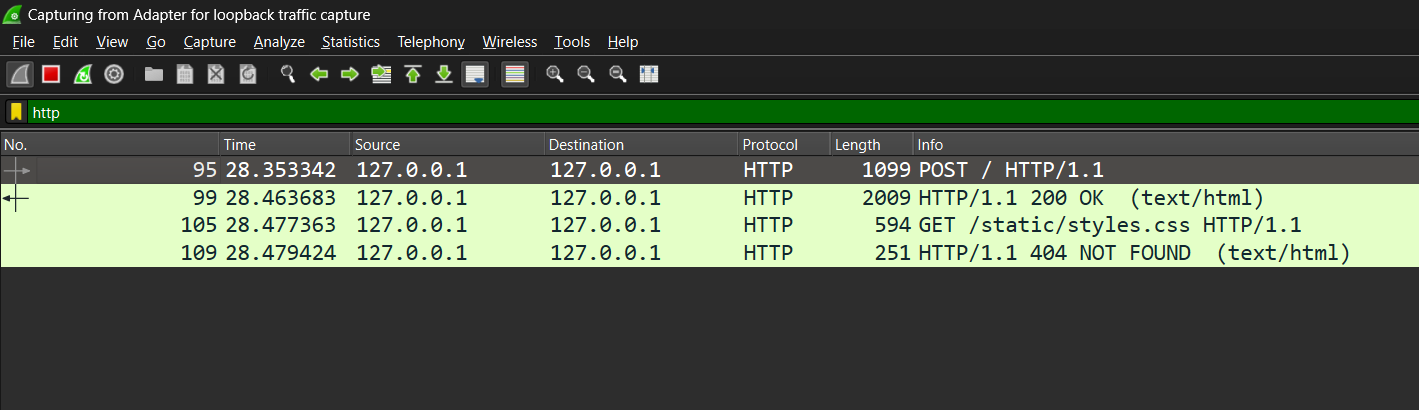 Capturing from Adapter for loopback traffic capture
File Edit View Go Capture Analyze Statistics Telephony Wireless Tools Help
http
No. Time Source Destination Protocol Length Info
95 28.353342 127.0.0.1 127.0.0.1 HTTP 1099 POST / HTTP/1.1
99 28.463683 127.0.0.1 127.0.0.1 HTTP 2009 HTTP/1.1 200 OK (text/html)
105 28.477363 127.0.0.1 127.0.0.1 HTTP 594 GET /static/styles.css HTTP/1.1
109 28.479424 127.0.0.1 127.0.0.1 HTTP 251 HTTP/1.1 404 NOT FOUND (text/html)